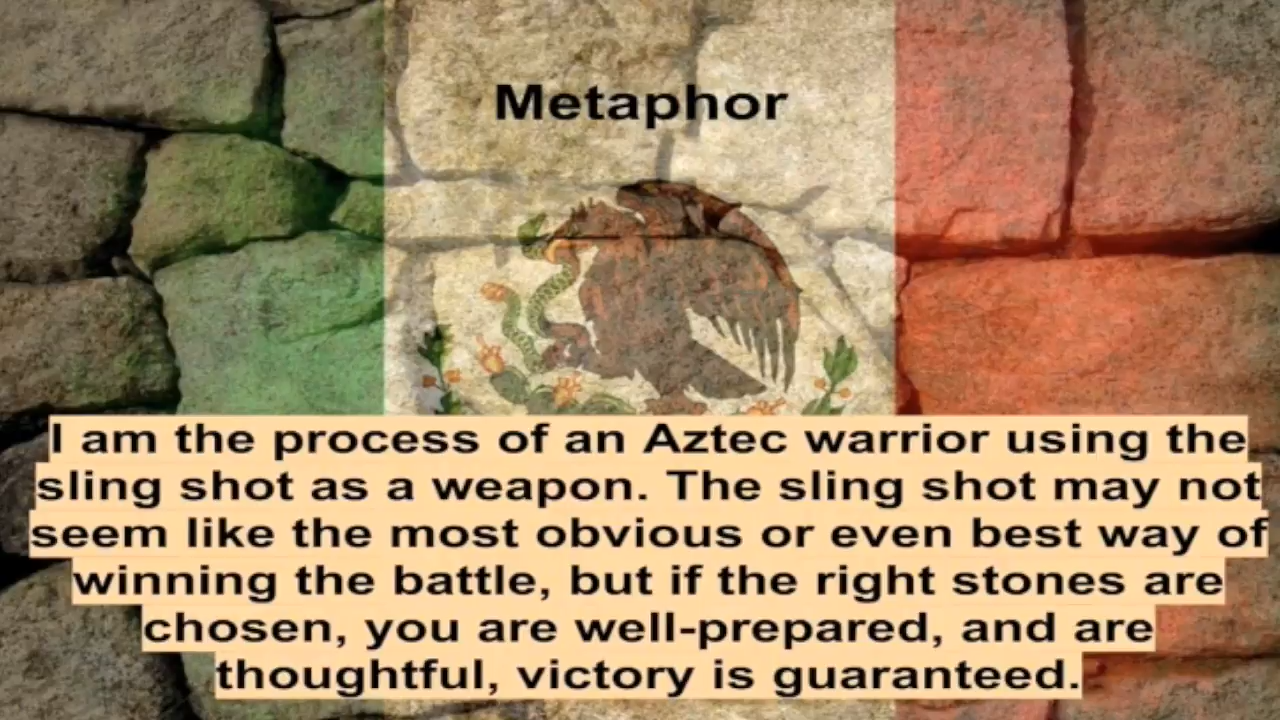 Metaphor
I am the process of an Aztec warrior using the
sling shot as a weapon. The sling shot may not
seem like the most obvious or even best way of
winning the battle, but if the right stones are
chosen, you are well-prepared, and are
thoughtful, victory is guaranteed.